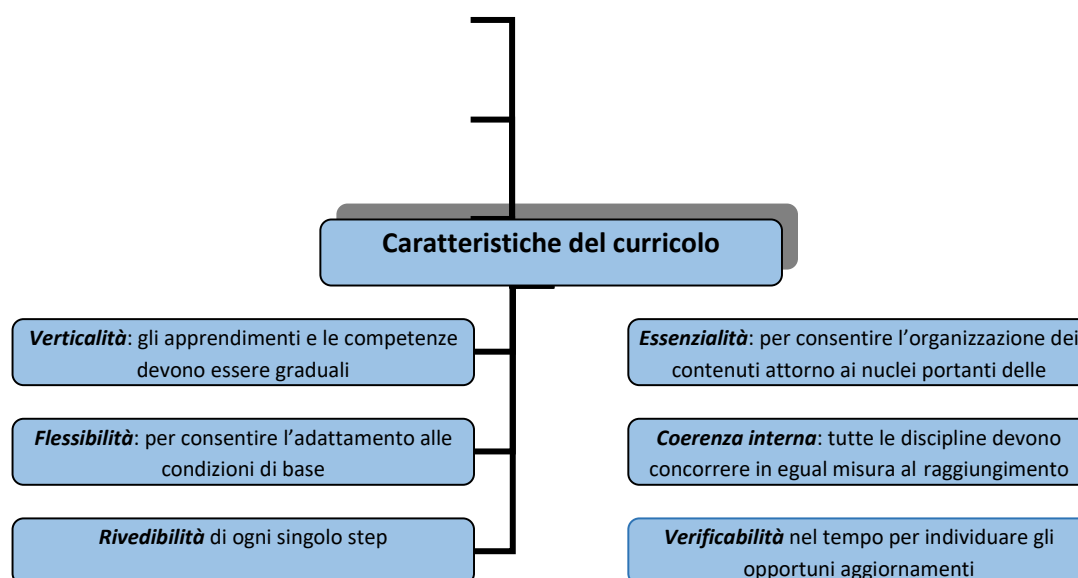 Caratteristiche del curricolo
Verticalità: gli apprendimenti e le competenze
devono essere graduali
Essenzialità: per consentire l’organizzazione dei
contenuti attorno ai nuclei portanti delle
Flessibilità: per consentire l’adattamento alle
condizioni di base
Coerenza interna: tutte le discipline devono
concorrere in egual misura al raggiungimento
Rivedibilità di ogni singolo step
Verificabilità nel tempo per individuare gli
opportuni aggiornamenti